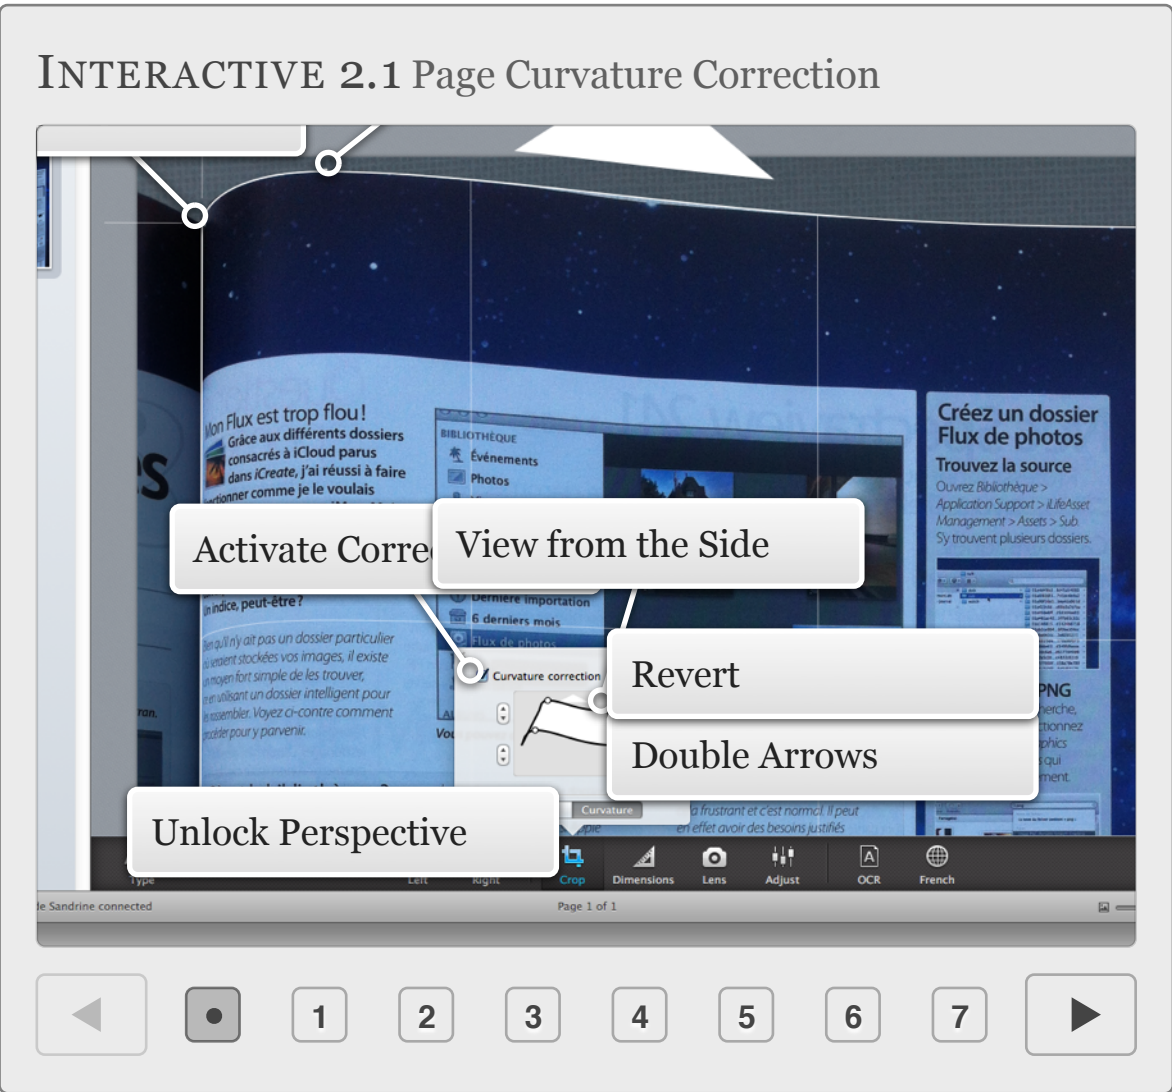 INTERACTIVE 2.1 Page Curvature Correction
Mon Flux est trop flou!
Grâce aux différents dossiers
consacrés à iCloud parus
dans iCreate, j'ai réussi à faire
comme je le voulais
Un indice, peut-être ?
qu'il n'y ait pas un dossier particulier
où seraient stockées vos images, il existe
un moyen fort simple de les trouver,
en utilisant un dossier intelligent pour
les rassembler. Voyez ci-contre comment
procéder pour y parvenir.
BIBLIOTHÈQUE
Événements
Photos
Dernière importation
6 derniers mois
Flux de photos
Créez un dossier
Flux de photos
Trouvez la source
Ouvrez Bibliothèque >
Application Support > iLifeAsset
Management > Assets > Sub.
S'y trouvent plusieurs dossiers.
PNG
Activate Corre
View from the Side
Curvature correction
Revert
Double Arrows
Unlock Perspective
Curvature
a frustrant et c'est normal. Il peut
en effet avoir des besoins justifiés
Type
Left
Right
Crop
Dimensions
Lens
Adjust
A
OCR
French
de Sandrine connected
Page 1 of 1
1
2
3
4
5
6
7